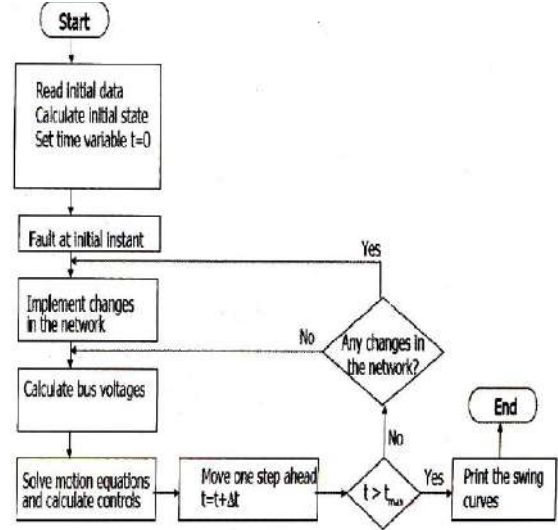 Start
Read initial data
Calculate initial state
Set time variable t=0
Fault at initial instant
Yes
Implement changes
in the network
No
Any changes in
the network?
Calculate bus voltages
End
No
Solve motion equations
and calculate controls
Move one step ahead
t=t+Δt
t > tmax
Yes
Print the swing
curves